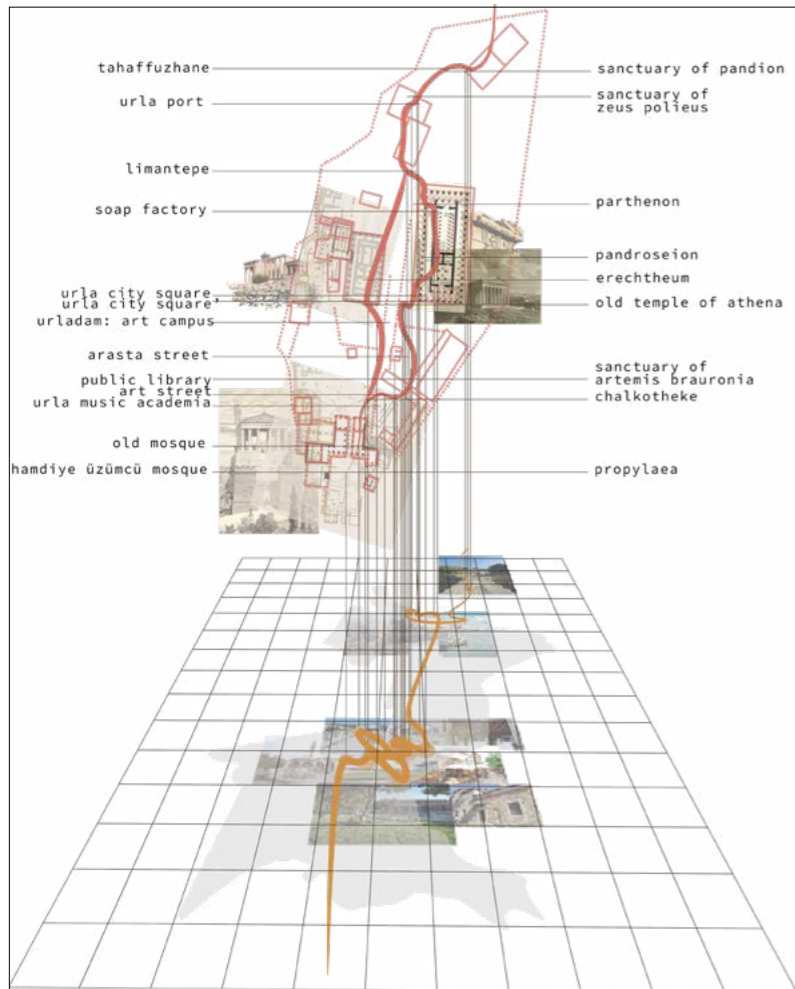 tahaffuzhane
urla port
limantepe
soap factory
urla city square
urla city square,
urladam: art campus
arasta street
public library
art street
urla music academia
old mosque
hamdiye üzümcü mosque
sanctuary of pandion
sanctuary of
zeus polieus
parthenon
pandroseion
erechtheum
old temple of athena
sanctuary of
artemis brauronia
chalkotheke
propylaea